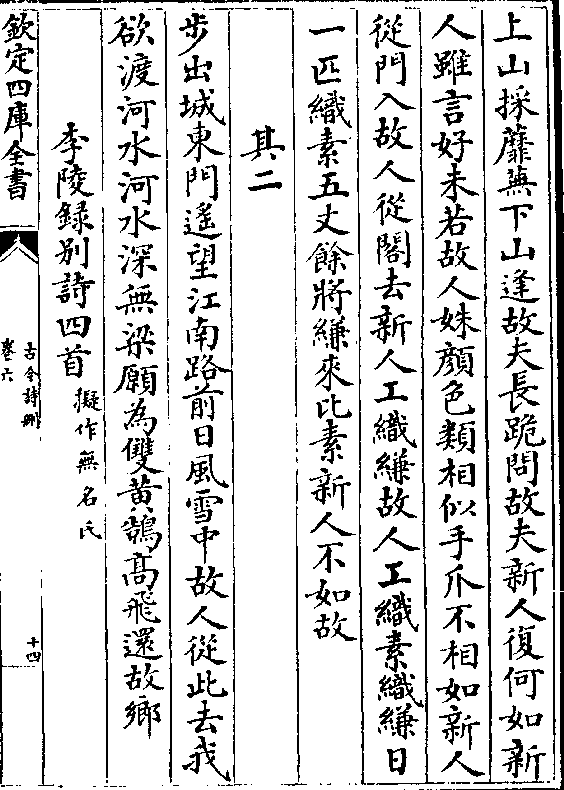 上山採蘼蕪下山逢故夫長跪問故夫新人復何如新
人雖言好未若故人姝顔色類相似手爪不相如新人
從門入故人從閤去新人工織縑故人工織素織縑日
一匹織素五丈餘將縑來比素新人不如故
其二
步出城東門遙望江南路前日風雪中故人從此去我
欲渡河水河水深無梁願為雙黄鵠高飛還故鄉
李陵録别詩四首擬作無名氏
欽定四庫全書
古今詩刪
卷六
十四